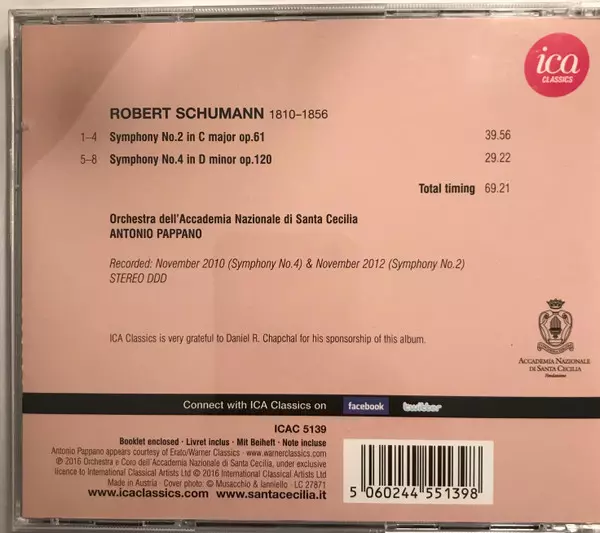 ica
CLASSICS
ROBERT SCHUMANN 1810–1856
1–4 Symphony No.2 in C major op.61 39.56
5–8 Symphony No.4 in D minor op.120 29.22
Total timing 69.21
Orchestra dell'Accademia Nazionale di Santa Cecilia
ANTONIO PAPPANO
Recorded: November 2010 (Symphony No.4) & November 2012 (Symphony No.2)
STEREO DDD
ICA Classics is very grateful to Daniel R. Chapchal for his sponsorship of this album.
ACCADEMIA NAZIONALE
DI SANTA CECILIA
Fondazione
Connect with ICA Classics on facebook twitter
ICAC 5139
Booklet enclosed · Livret inclus · Mit Beiheft · Note incluse
Antonio Pappano appears courtesy of Erato/Warner Classics · www.warnerclassics.com
℗ 2016 Orchestra e Coro dell'Accademia Nazionale di Santa Cecilia, under exclusive
licence to International Classical Artists Ltd © 2016 International Classical Artists Ltd
Made in Austria · Cover photo: © Musacchio & Ianniello · LC 27871
www.icaclassics.com www.santacecilia.it
5 060244 551398